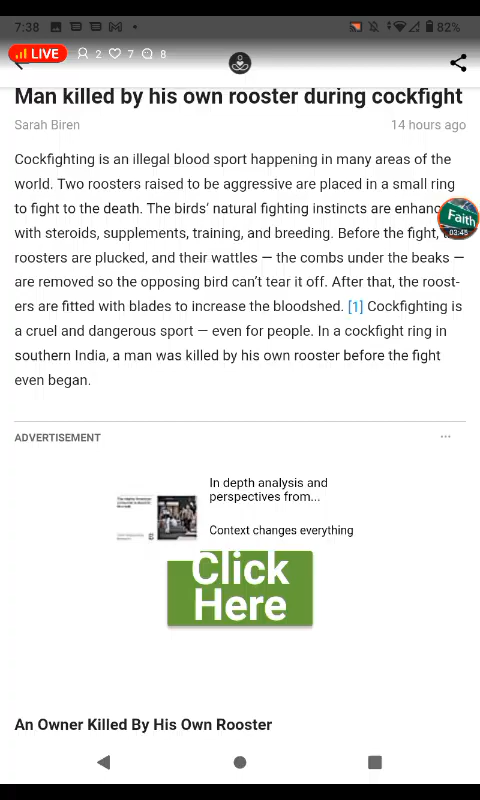 7:38
82%
LIVE 2 7 8
Man killed by his own rooster during cockfight
Sarah Biren 14 hours ago
Cockfighting is an illegal blood sport happening in many areas of the
world. Two roosters raised to be aggressive are placed in a small ring
to fight to the death. The birds’ natural fighting instincts are
with steroids, supplements, training, and breeding. Before the fight,
roosters are plucked, and their wattles — the combs under the beaks —
are removed so the opposing bird can’t tear it off. After that, the roost-
ers are fitted with blades to increase the bloodshed. [1] Cockfighting is
a cruel and dangerous sport — even for people. In a cockfight ring in
southern India, a man was killed by his own rooster before the fight
even began.
Faith
03:45
ADVERTISEMENT
In depth analysis and
perspectives from...
Context changes everything
Click
Here
An Owner Killed By His Own Rooster